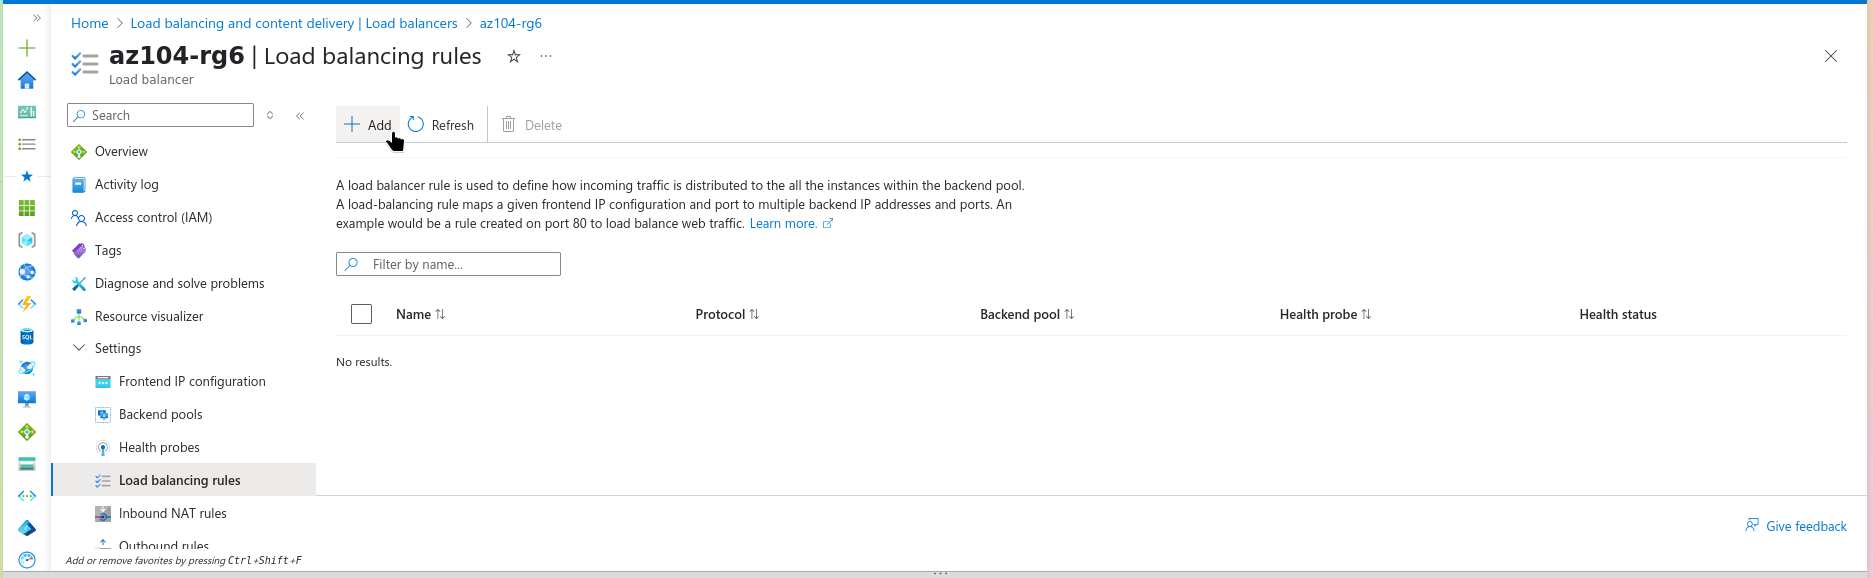 Home > Load balancing and content delivery | Load balancers > az104-rg6
az104-rg6 | Load balancing rules
Load balancer
Search
Overview
Activity log
Access control (IAM)
Tags
Diagnose and solve problems
Resource visualizer
Settings
Frontend IP configuration
Backend pools
Health probes
Load balancing rules
Inbound NAT rules
Outbound rules
Add or remove favorites by pressing Ctrl+Shift+F
Add Refresh Delete
A load balancer rule is used to define how incoming traffic is distributed to the all the instances within the backend pool.
A load-balancing rule maps a given frontend IP configuration and port to multiple backend IP addresses and ports. An
example would be a rule created on port 80 to load balance web traffic. Learn more.
Filter by name...
Name Protocol Backend pool Health probe Health status
No results.
Give feedback